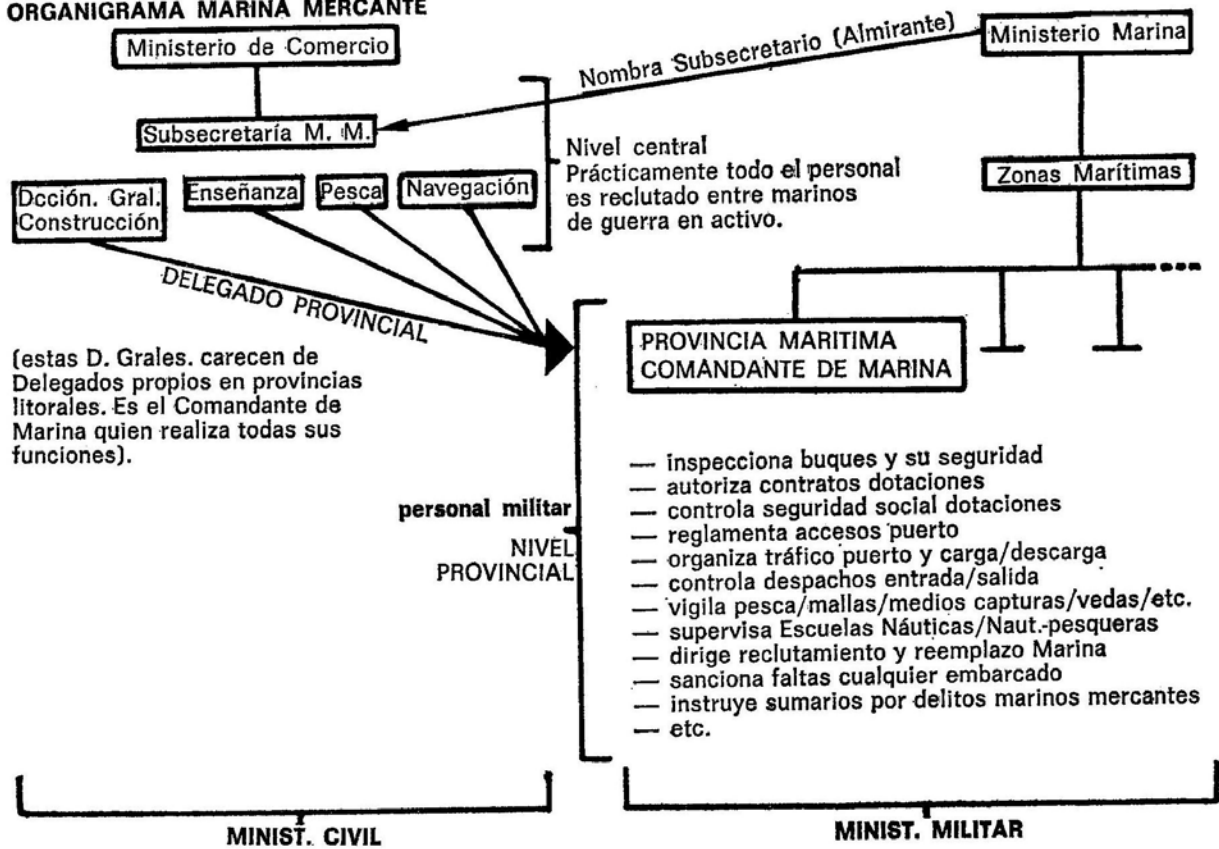 ORGANIGRAMA MARINA MERCANTE
Ministerio de Comercio
Nombra Subsecretario (Almirante)
Ministerio Marina
Subsecretaría M. M.
Nivel central
Prácticamente todo el personal
es reclutado entre marinos
de guerra en activo.
Zonas Marítimas
Dcción. Gral.
Construcción
Enseñanza
Pesca
Navegación
DELEGADO PROVINCIAL
PROVINCIA MARITIMA
COMANDANTE DE MARINA
(estas D. Grales. carecen de
Delegados propios en provincias
litorales. Es el Comandante de
Marina quien realiza todas sus
funciones).
personal militar
NIVEL
PROVINCIAL
— inspecciona buques y su seguridad
— autoriza contratos dotaciones
— controla seguridad social dotaciones
— reglamenta accesos puerto
— organiza tráfico puerto y carga/descarga
— controla despachos entrada/salida
— vigila pesca/mallas/medios capturas/vedas/etc.
— supervisa Escuelas Náuticas/Naut.-pesqueras
— dirige reclutamiento y reemplazo Marina
— sanciona faltas cualquier embarcado
— instruye sumarios por delitos marinos mercantes
— etc.
MINIST. CIVIL
MINIST. MILITAR